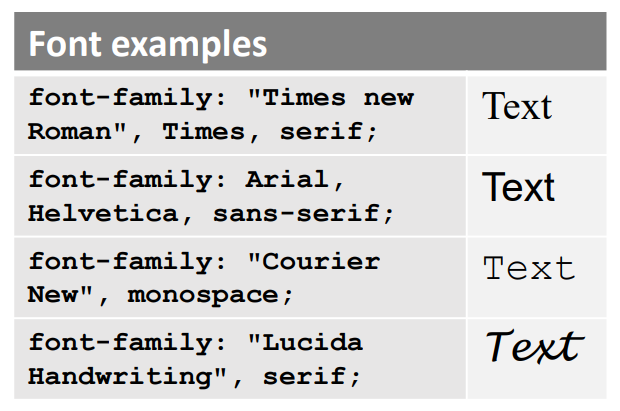 Font examples
font-family: "Times new
Roman", Times, serif;
Text
font-family: Arial,
Helvetica, sans-serif;
Text
font-family: "Courier
New", monospace;
Text
font-family: "Lucida
Handwriting", serif;
Text